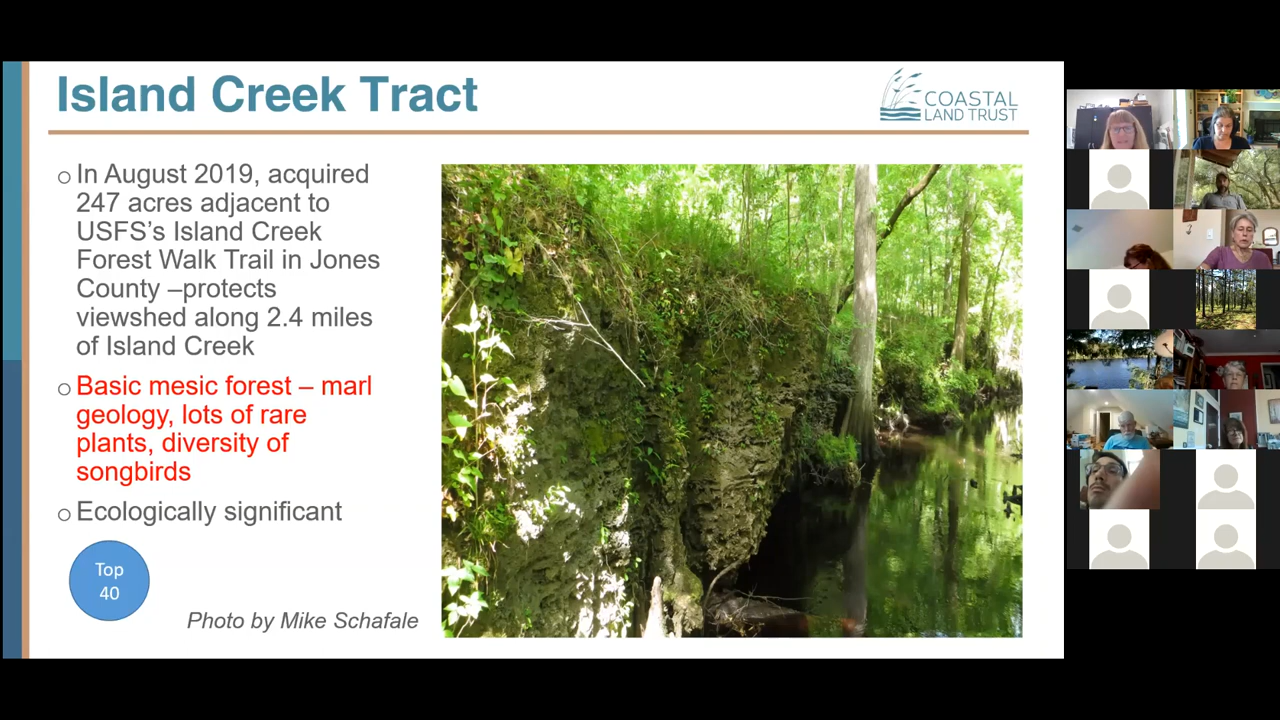 Island Creek Tract
COASTAL
LAND TRUST
In August 2019, acquired
247 acres adjacent to
USFS's Island Creek
Forest Walk Trail in Jones
County –protects
viewshed along 2.4 miles
of Island Creek
Basic mesic forest – marl
geology, lots of rare
plants, diversity of
songbirds
Ecologically significant
Top
40
Photo by Mike Schafale